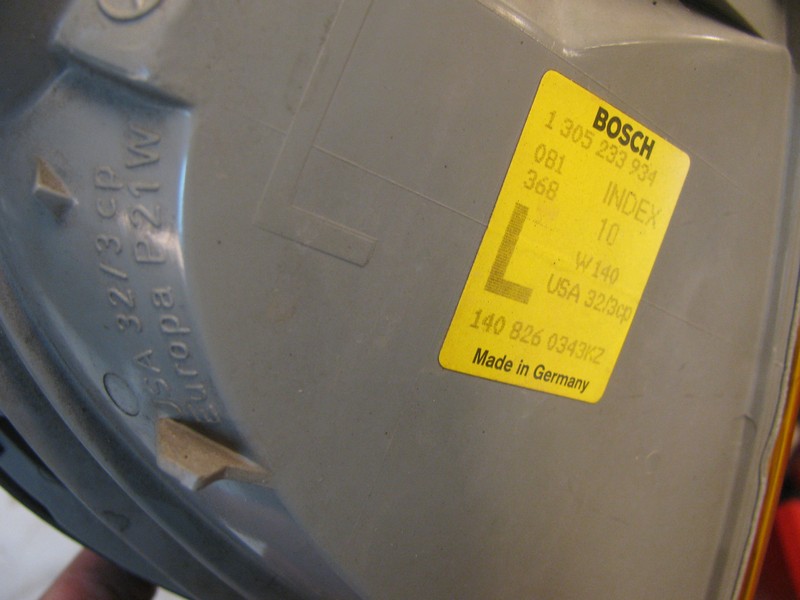 BOSCH
1 305 233 934
081 INDEX
368 10
L
W140
USA 32/3cp
140 826 0343KZ
Made in Germany
L
USA 32/3 cp
Europa P21W